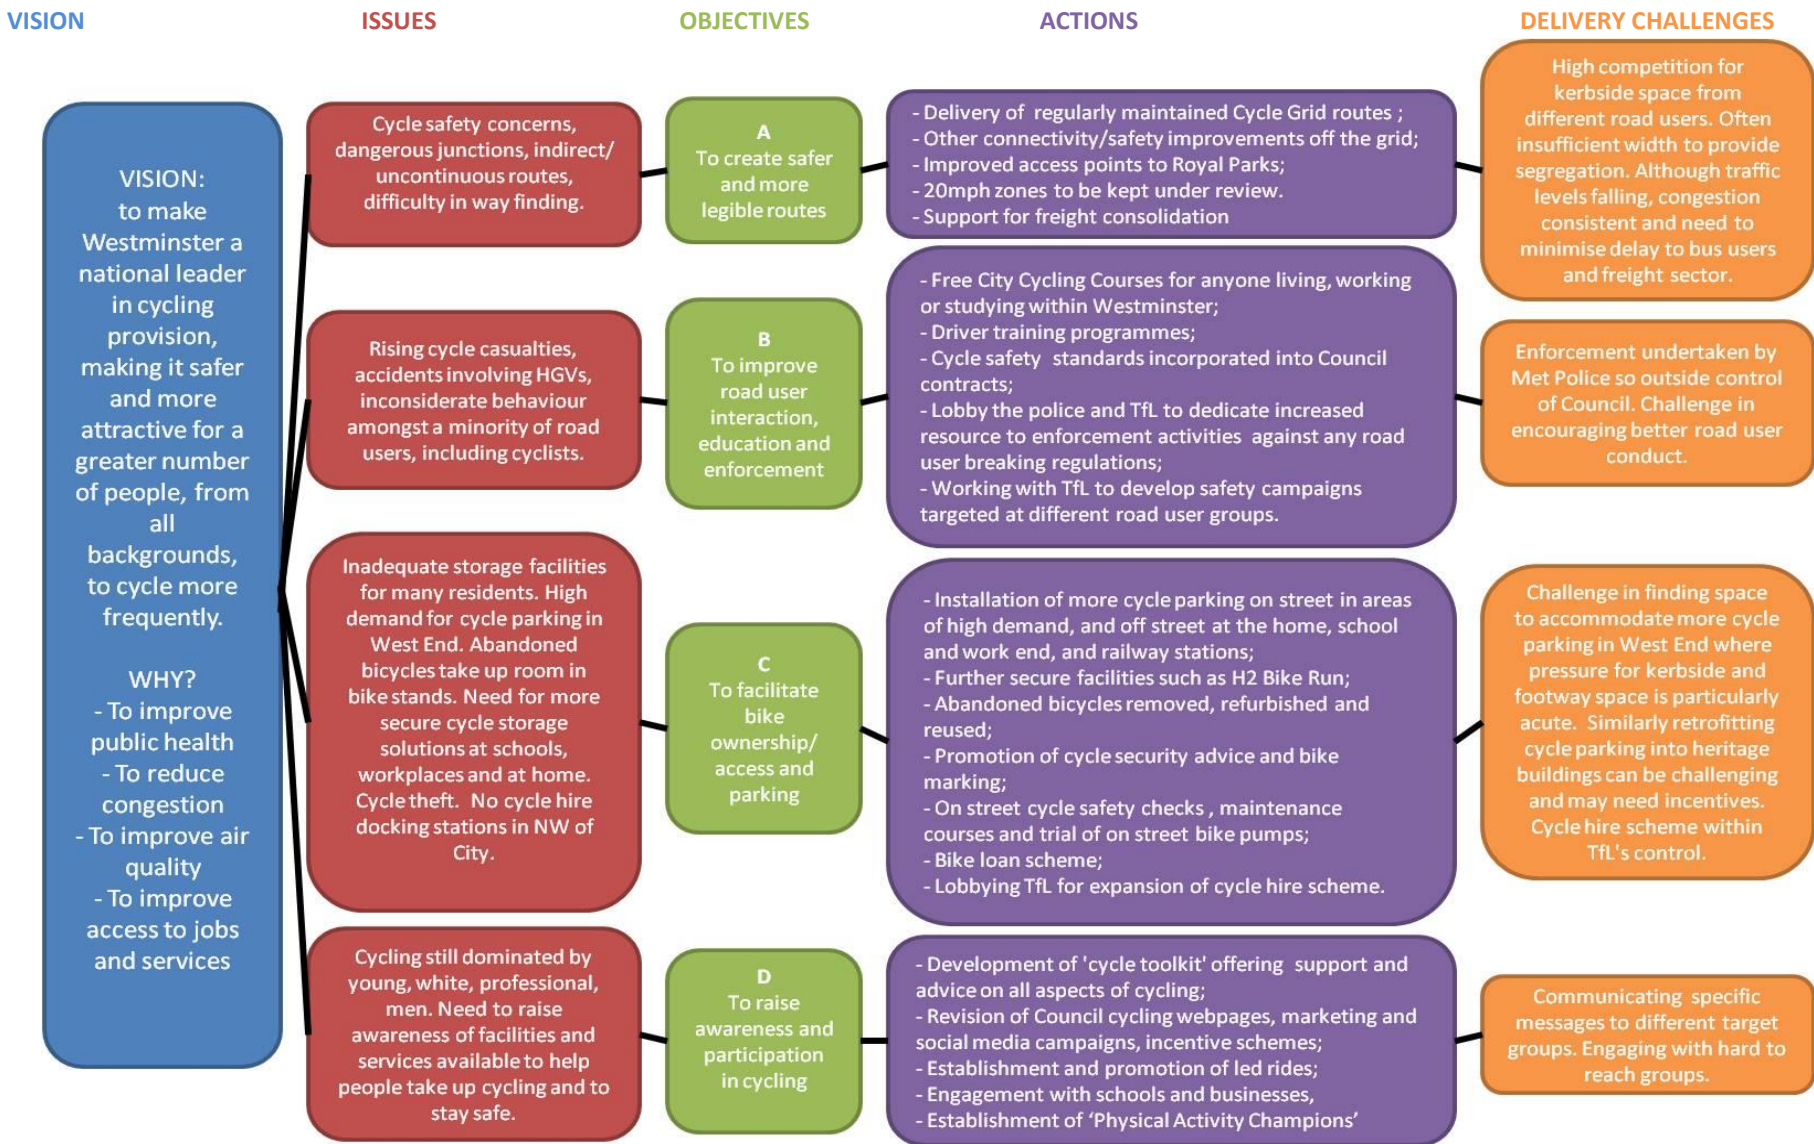 VISION
ISSUES
OBJECTIVES
ACTIONS
DELIVERY CHALLENGES
VISION:
to make
Westminster a
national leader
in cycling
provision,
making it safer
and more
attractive for a
greater number
of people, from
all
backgrounds,
to cycle more
frequently.
WHY?
- To improve
public health
- To reduce
congestion
- To improve air
quality
- To improve
access to jobs
and services
Cycle safety concerns,
dangerous junctions, indirect/
uncontinuous routes,
difficulty in way finding.
A
To create safer
and more
legible routes
- Delivery of regularly maintained Cycle Grid routes ;
- Other connectivity/safety improvements off the grid;
- Improved access points to Royal Parks;
- 20mph zones to be kept under review.
- Support for freight consolidation
High competition for
kerbside space from
different road users. Often
insufficient width to provide
segregation. Although traffic
levels falling, congestion
consistent and need to
minimise delay to bus users
and freight sector.
Rising cycle casualties,
accidents involving HGVs,
inconsiderate behaviour
amongst a minority of road
users, including cyclists.
B
To improve
road user
interaction,
education and
enforcement
- Free City Cycling Courses for anyone living, working
or studying within Westminster;
- Driver training programmes;
- Cycle safety standards incorporated into Council
contracts;
- Lobby the police and TfL to dedicate increased
resource to enforcement activities against any road
user breaking regulations;
- Working with TfL to develop safety campaigns
targeted at different road user groups.
Enforcement undertaken by
Met Police so outside control
of Council. Challenge in
encouraging better road user
conduct.
Inadequate storage facilities
for many residents. High
demand for cycle parking in
West End. Abandoned
bicycles take up room in
bike stands. Need for more
secure cycle storage
solutions at schools,
workplaces and at home.
Cycle theft. No cycle hire
docking stations in NW of
City.
C
To facilitate
bike
ownership/
access and
parking
- Installation of more cycle parking on street in areas
of high demand, and off street at the home, school
and work end, and railway stations;
- Further secure facilities such as H2 Bike Run;
- Abandoned bicycles removed, refurbished and
reused;
- Promotion of cycle security advice and bike
marking;
- On street cycle safety checks , maintenance
courses and trial of on street bike pumps;
- Bike loan scheme;
- Lobbying TfL for expansion of cycle hire scheme.
Challenge in finding space
to accommodate more cycle
parking in West End where
pressure for kerbside and
footway space is particularly
acute. Similarly retrofitting
cycle parking into heritage
buildings can be challenging
and may need incentives.
Cycle hire scheme within
TfL's control.
Cycling still dominated by
young, white, professional,
men. Need to raise
awareness of facilities and
services available to help
people take up cycling and to
stay safe.
D
To raise
awareness and
participation
in cycling
- Development of 'cycle toolkit' offering support and
advice on all aspects of cycling;
- Revision of Council cycling webpages, marketing and
social media campaigns, incentive schemes;
- Establishment and promotion of led rides;
- Engagement with schools and businesses,
- Establishment of ‘Physical Activity Champions’
Communicating specific
messages to different target
groups. Engaging with hard to
reach groups.